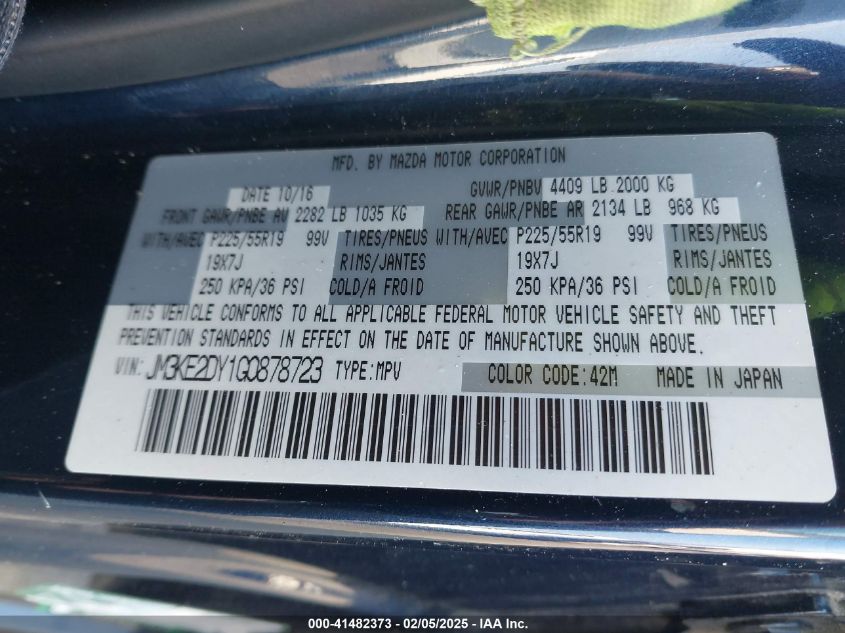 MFD. BY MAZDA MOTOR CORPORATION
DATE 10/16 GVWR/PNBV 4409 LB 2000 KG
FRONT GAWR/PNBE AV 2282 LB 1035 KG REAR GAWR/PNBE AR 2134 LB 968 KG
WITH/AVEC P225/55R19 99V TIRES/PNEUS WITH/AVEC P225/55R19 99V TIRES/PNEUS
19X7J RIMS/JANTES 19X7J RIMS/JANTES
250 KPA/36 PSI COLD/A FROID 250 KPA/36 PSI COLD/A FROID
THIS VEHICLE CONFORMS TO ALL APPLICABLE FEDERAL MOTOR VEHICLE SAFETY AND THEFT
PREVENTION STANDARDS IN EFFECT ON THE DATE OF MANUFACTURE SHOWN ABOVE.
VIN: JM3KE2DY1G0878723 TYPE:MPV COLOR CODE:42M MADE IN JAPAN
000-41482373 - 02/05/2025 - IAA Inc.